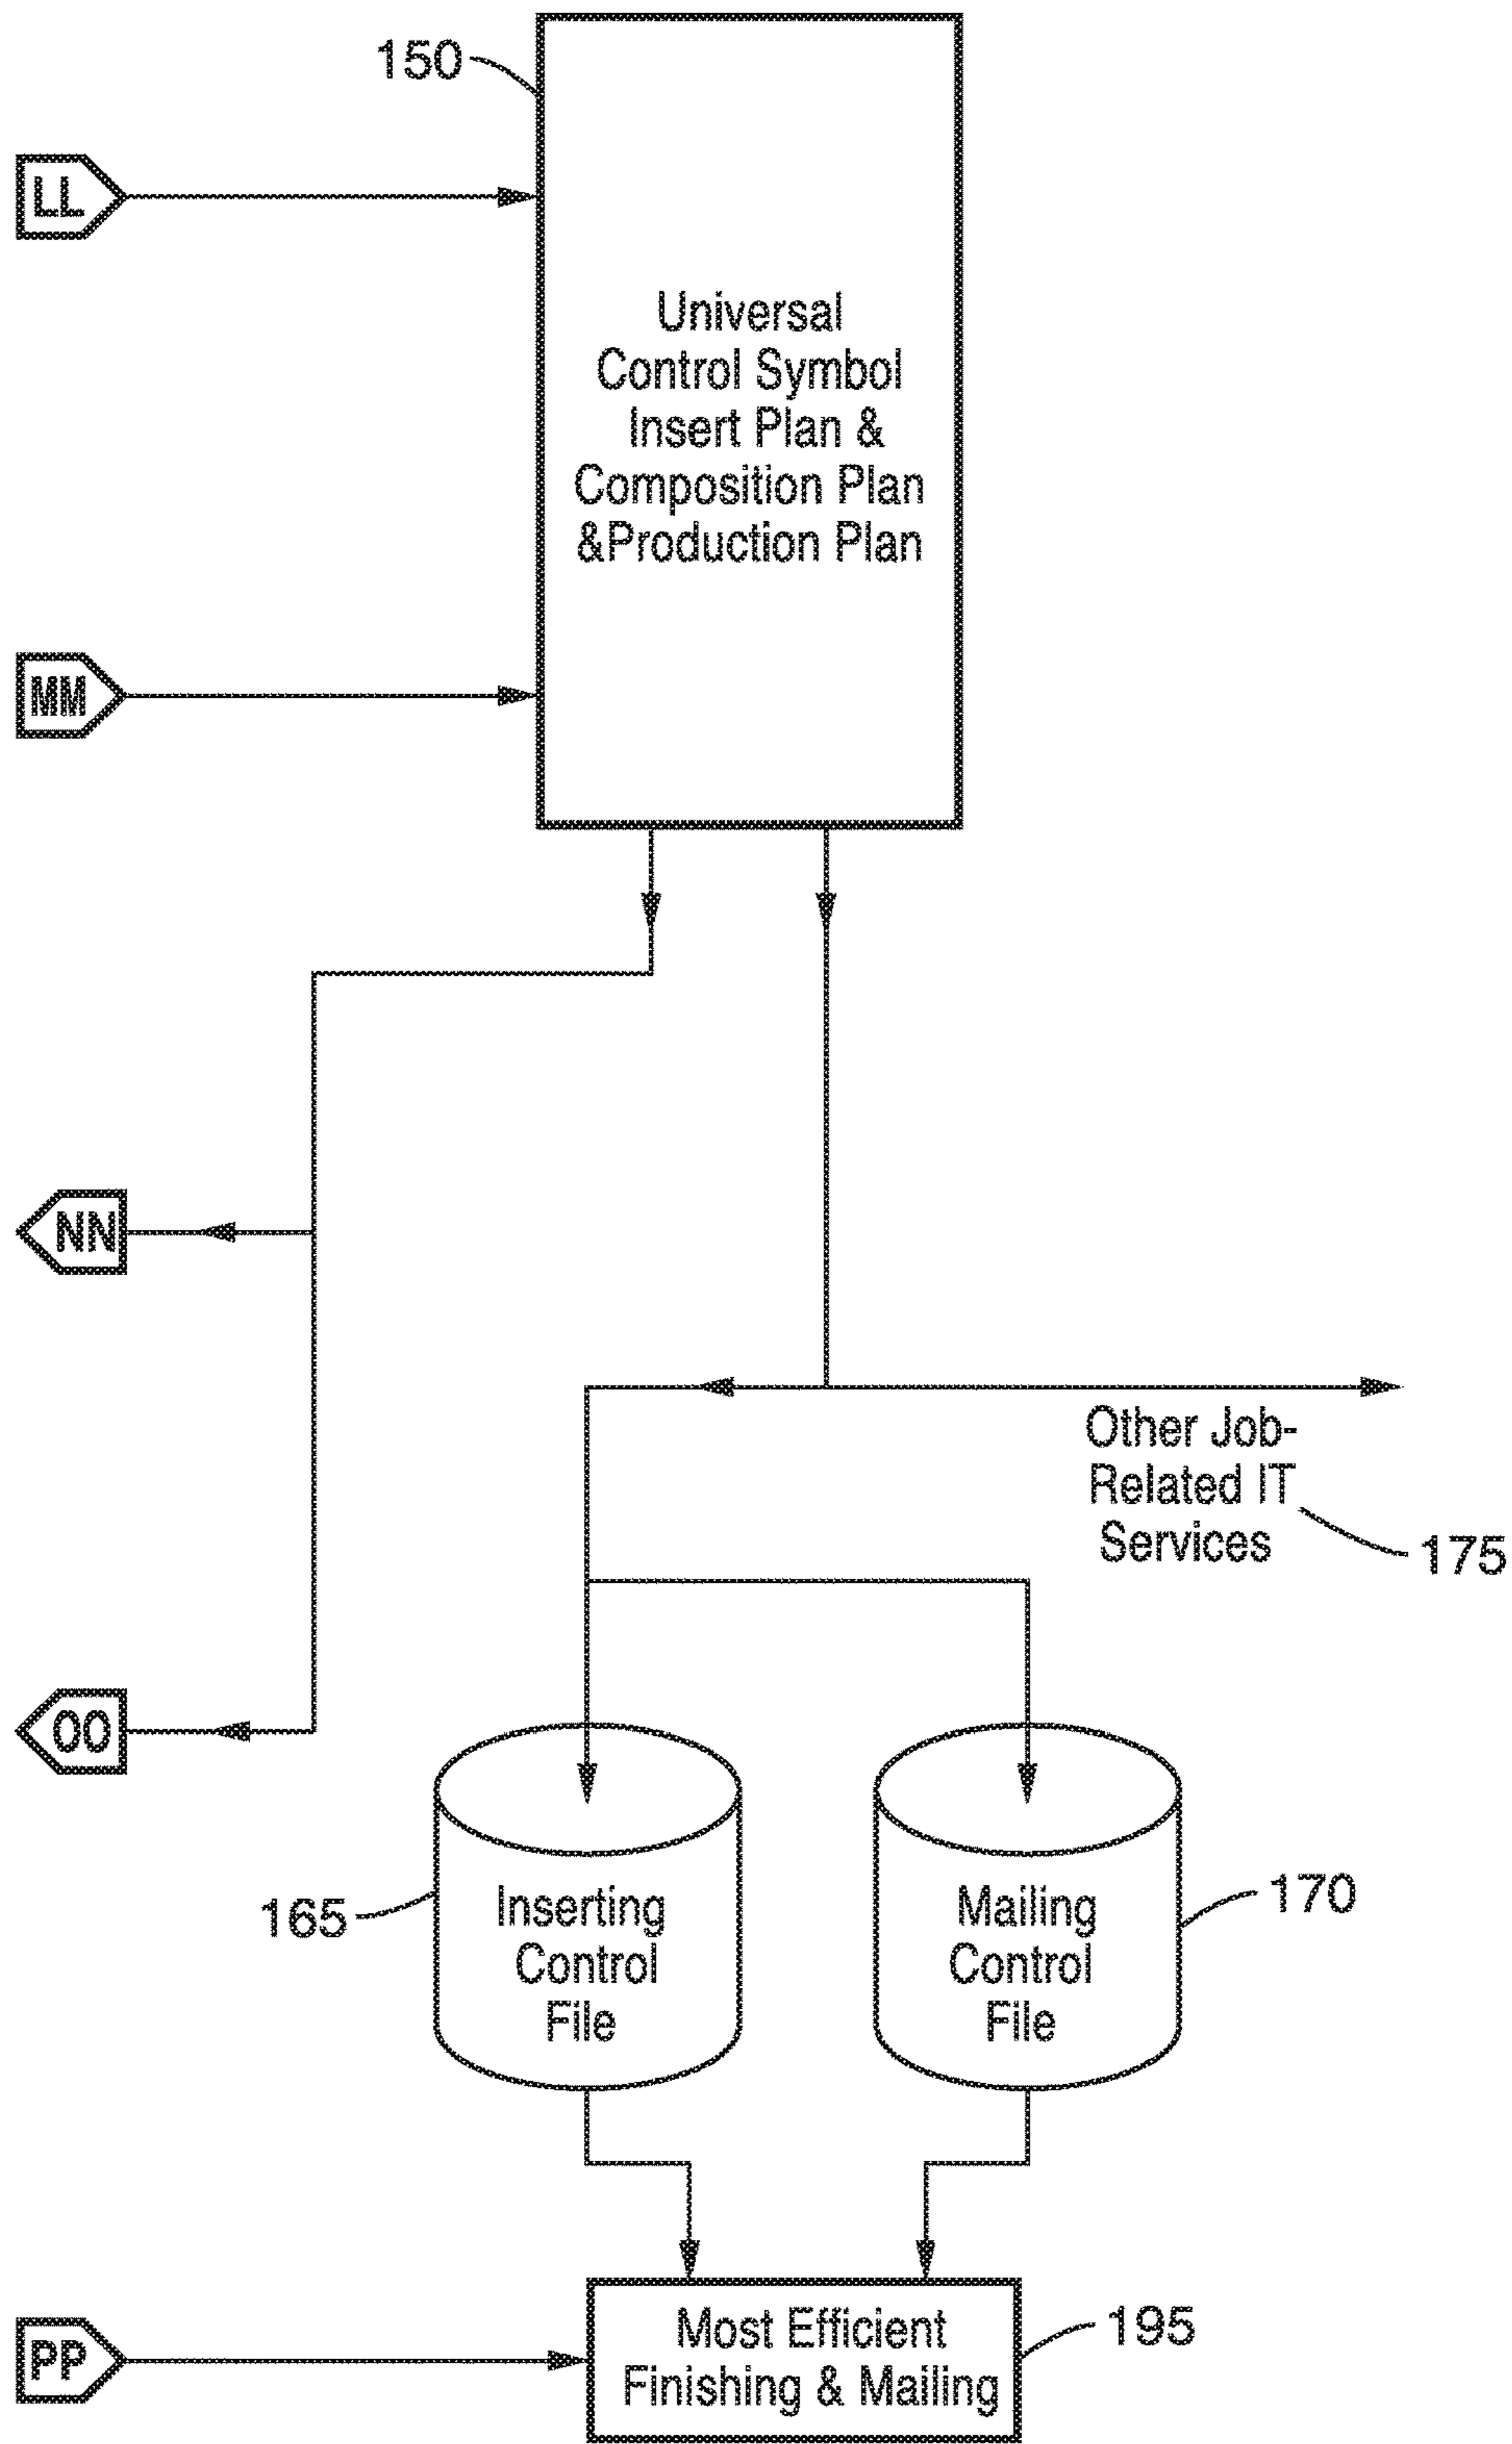 150
LL
Universal
Control Symbol
Insert Plan &
Composition Plan
&Production Plan
MM
NN
Other Job-
Related IT
Services
175
OO
165
Inserting
Control
File
Mailing
Control
File
170
PP
Most Efficient
Finishing & Mailing
195